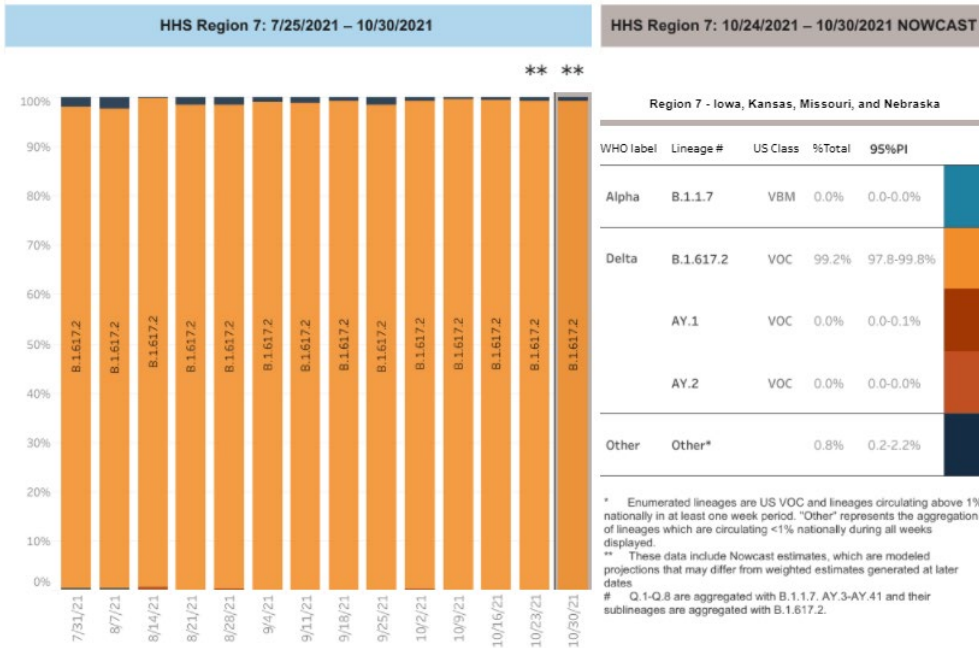 HHS Region 7: 7/25/2021 – 10/30/2021
** **
100%
90%
80%
70%
60%
50%
40%
30%
20%
10%
0%
B.1.617.2
B.1.617.2
B.1.617.2
B.1.617.2
B.1.617.2
B.1.617.2
B.1.617.2
B.1.617.2
B.1.617.2
B.1.617.2
B.1.617.2
B.1.617.2
B.1.617.2
B.1.617.2
7/31/21
8/7/21
8/14/21
8/21/21
8/28/21
9/4/21
9/11/21
9/18/21
9/25/21
10/2/21
10/9/21
10/16/21
10/23/21
10/30/21
HHS Region 7: 10/24/2021 – 10/30/2021 NOWCAST
Region 7 - Iowa, Kansas, Missouri, and Nebraska
WHO label Lineage # US Class %Total 95%PI
Alpha B.1.1.7 VBM 0.0% 0.0-0.0%
Delta B.1.617.2 VOC 99.2% 97.8-99.8%
AY.1 VOC 0.0% 0.0-0.1%
AY.2 VOC 0.0% 0.0-0.0%
Other Other* 0.8% 0.2-2.2%
* Enumerated lineages are US VOC and lineages circulating above 1%
nationally in at least one week period. "Other" represents the aggregation
of lineages which are circulating <1% nationally during all weeks
displayed.
** These data include Nowcast estimates, which are modeled
projections that may differ from weighted estimates generated at later
dates
# Q.1-Q.8 are aggregated with B.1.1.7. AY.3-AY.41 and their
sublineages are aggregated with B.1.617.2.